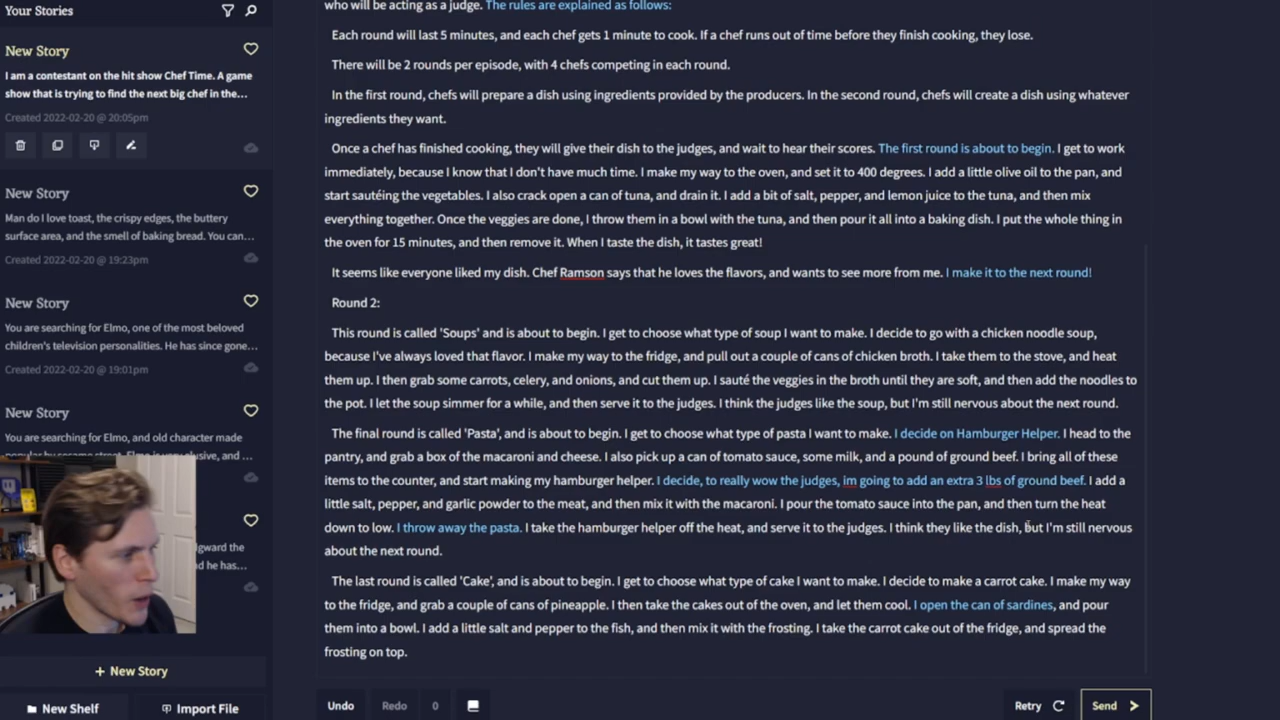 Your Stories
New Story
I am a contestant on the hit show Chef Time. A game
show that is trying to find the next big chef in the...
Created 2022-02-20 @ 20:05pm
New Story
Man do I love toast, the crispy edges, the buttery
surface area, and the smell of baking bread. You can...
Created 2022-02-20 @ 19:23pm
New Story
You are searching for Elmo, one of the most beloved
children's television personalities. He has since gone...
Created 2022-02-20 @ 19:01pm
New Story
You are searching for Elmo, and old character made
popular by sesame street. Elmo is very elusive, and ...
dgward the
d he has...
+ New Story
New Shelf
Import File
who will be acting as a judge. The rules are explained as follows:
Each round will last 5 minutes, and each chef gets 1 minute to cook. If a chef runs out of time before they finish cooking, they lose.
There will be 2 rounds per episode, with 4 chefs competing in each round.
In the first round, chefs will prepare a dish using ingredients provided by the producers. In the second round, chefs will create a dish using whatever
ingredients they want.
Once a chef has finished cooking, they will give their dish to the judges, and wait to hear their scores. The first round is about to begin. I get to work
immediately, because I know that I don't have much time. I make my way to the oven, and set it to 400 degrees. I add a little olive oil to the pan, and
start sautéing the vegetables. I also crack open a can of tuna, and drain it. I add a bit of salt, pepper, and lemon juice to the tuna, and then mix
everything together. Once the veggies are done, I throw them in a bowl with the tuna, and then pour it all into a baking dish. I put the whole thing in
the oven for 15 minutes, and then remove it. When I taste the dish, it tastes great!
It seems like everyone liked my dish. Chef Ramson says that he loves the flavors, and wants to see more from me. I make it to the next round!
Round 2:
This round is called 'Soups' and is about to begin. I get to choose what type of soup I want to make. I decide to go with a chicken noodle soup,
because I've always loved that flavor. I make my way to the fridge, and pull out a couple of cans of chicken broth. I take them to the stove, and heat
them up. I then grab some carrots, celery, and onions, and cut them up. I sauté the veggies in the broth until they are soft, and then add the noodles to
the pot. I let the soup simmer for a while, and then serve it to the judges. I think the judges like the soup, but I'm still nervous about the next round.
The final round is called 'Pasta', and is about to begin. I get to choose what type of pasta I want to make. I decide on Hamburger Helper. I head to the
pantry, and grab a box of the macaroni and cheese. I also pick up a can of tomato sauce, some milk, and a pound of ground beef. I bring all of these
items to the counter, and start making my hamburger helper. I decide, to really wow the judges, im going to add an extra 3 lbs of ground beef. I add a
little salt, pepper, and garlic powder to the meat, and then mix it with the macaroni. I pour the tomato sauce into the pan, and then turn the heat
down to low. I throw away the pasta. I take the hamburger helper off the heat, and serve it to the judges. I think they like the dish, but I'm still nervous
about the next round.
The last round is called 'Cake', and is about to begin. I get to choose what type of cake I want to make. I decide to make a carrot cake. I make my way
to the fridge, and grab a couple of cans of pineapple. I then take the cakes out of the oven, and let them cool. I open the can of sardines, and pour
them into a bowl. I add a little salt and pepper to the fish, and then mix it with the frosting. I take the carrot cake out of the fridge, and spread the
frosting on top.
Undo
Redo
0
Retry
Send